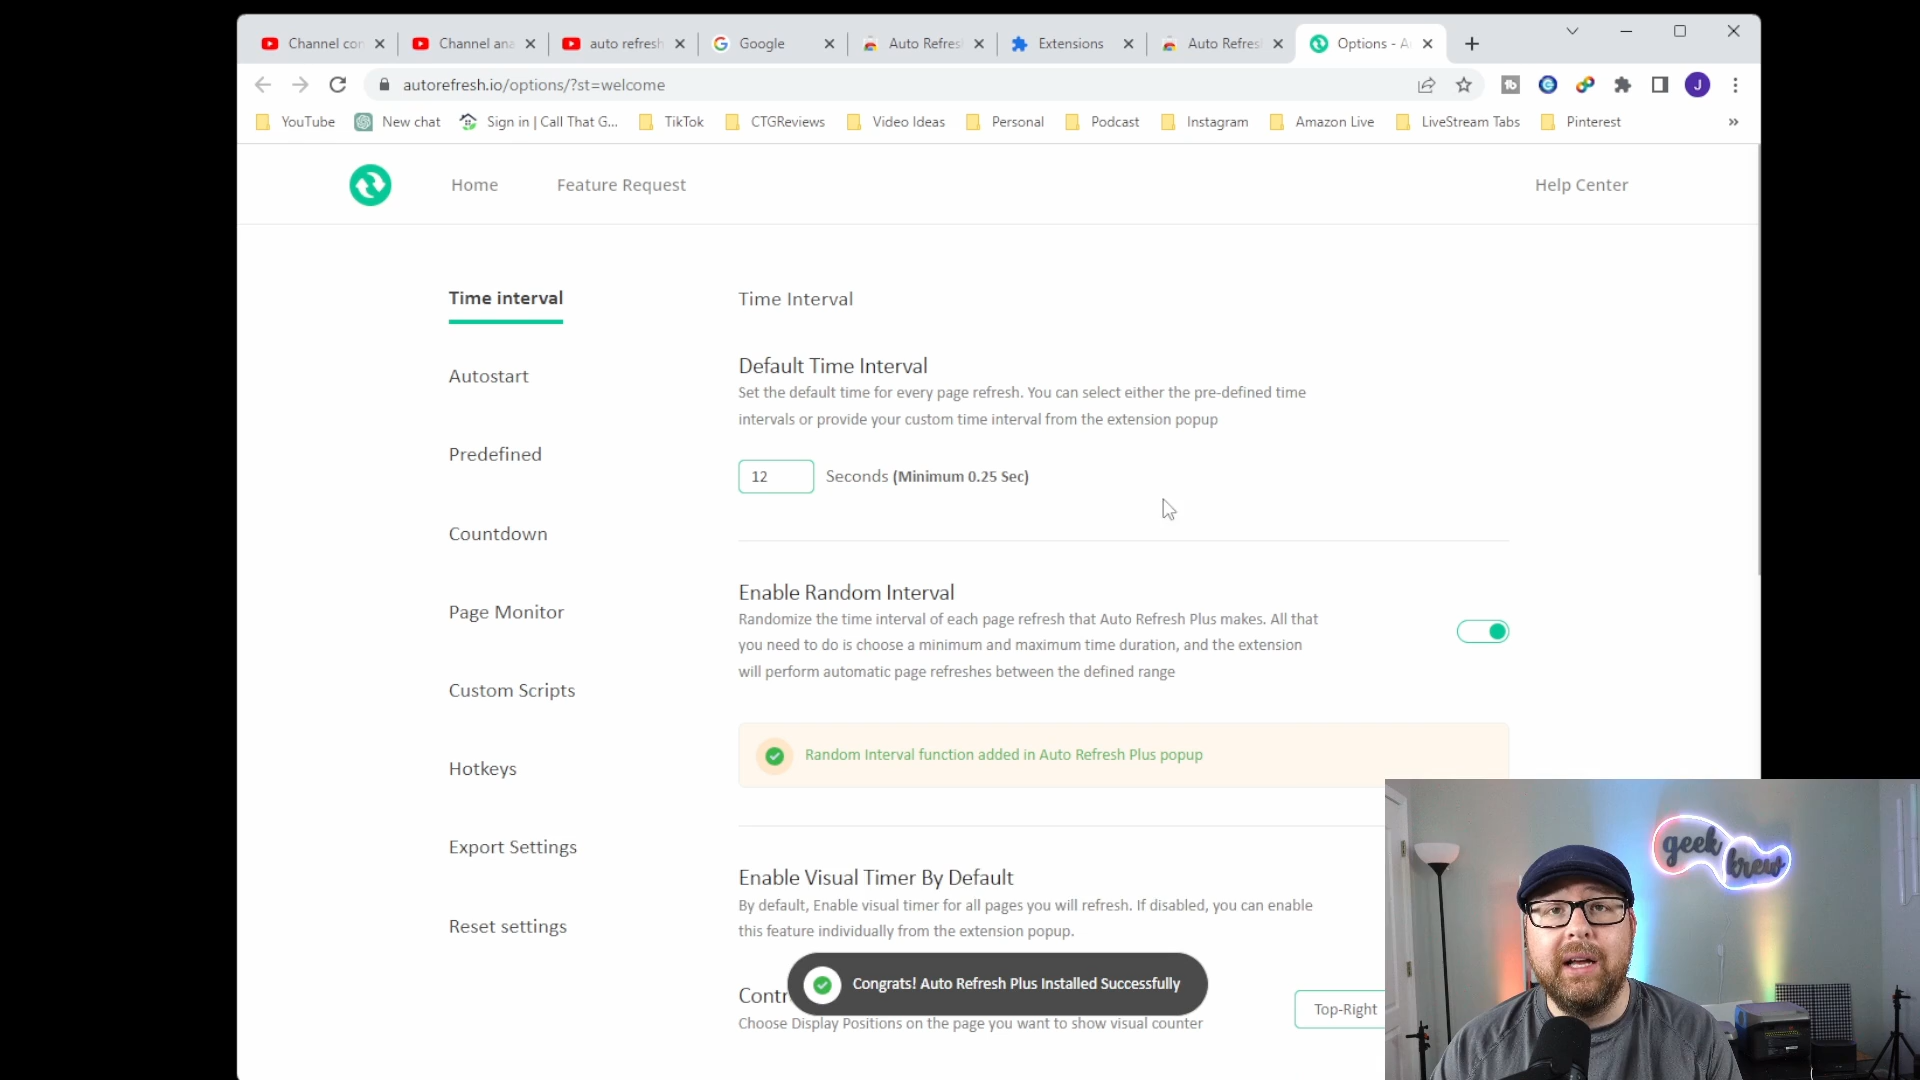 Channel con
Channel ana
auto refresh
Google
Auto Refres
Extensions
Auto Refres
Options - A
autorefresh.io/options/?st=welcome
J
YouTube
New chat
Sign in | Call That G...
TikTok
CTGReviews
Video Ideas
Personal
Podcast
Instagram
Amazon Live
LiveStream Tabs
Pinterest
»
Home
Feature Request
Help Center
Time interval
Autostart
Predefined
Countdown
Page Monitor
Custom Scripts
Hotkeys
Export Settings
Reset settings
Time Interval
Default Time Interval
Set the default time for every page refresh. You can select either the pre-defined time
intervals or provide your custom time interval from the extension popup
12 Seconds (Minimum 0.25 Sec)
Enable Random Interval
Randomize the time interval of each page refresh that Auto Refresh Plus makes. All that
you need to do is choose a minimum and maximum time duration, and the extension
will perform automatic page refreshes between the defined range
Random Interval function added in Auto Refresh Plus popup
Enable Visual Timer By Default
By default, Enable visual timer for all pages you will refresh. If disabled, you can enable
this feature individually from the extension popup.
Congrats! Auto Refresh Plus Installed Successfully
Contr
Top-Right
Choose Display Positions on the page you want to show visual counter
geek
krew